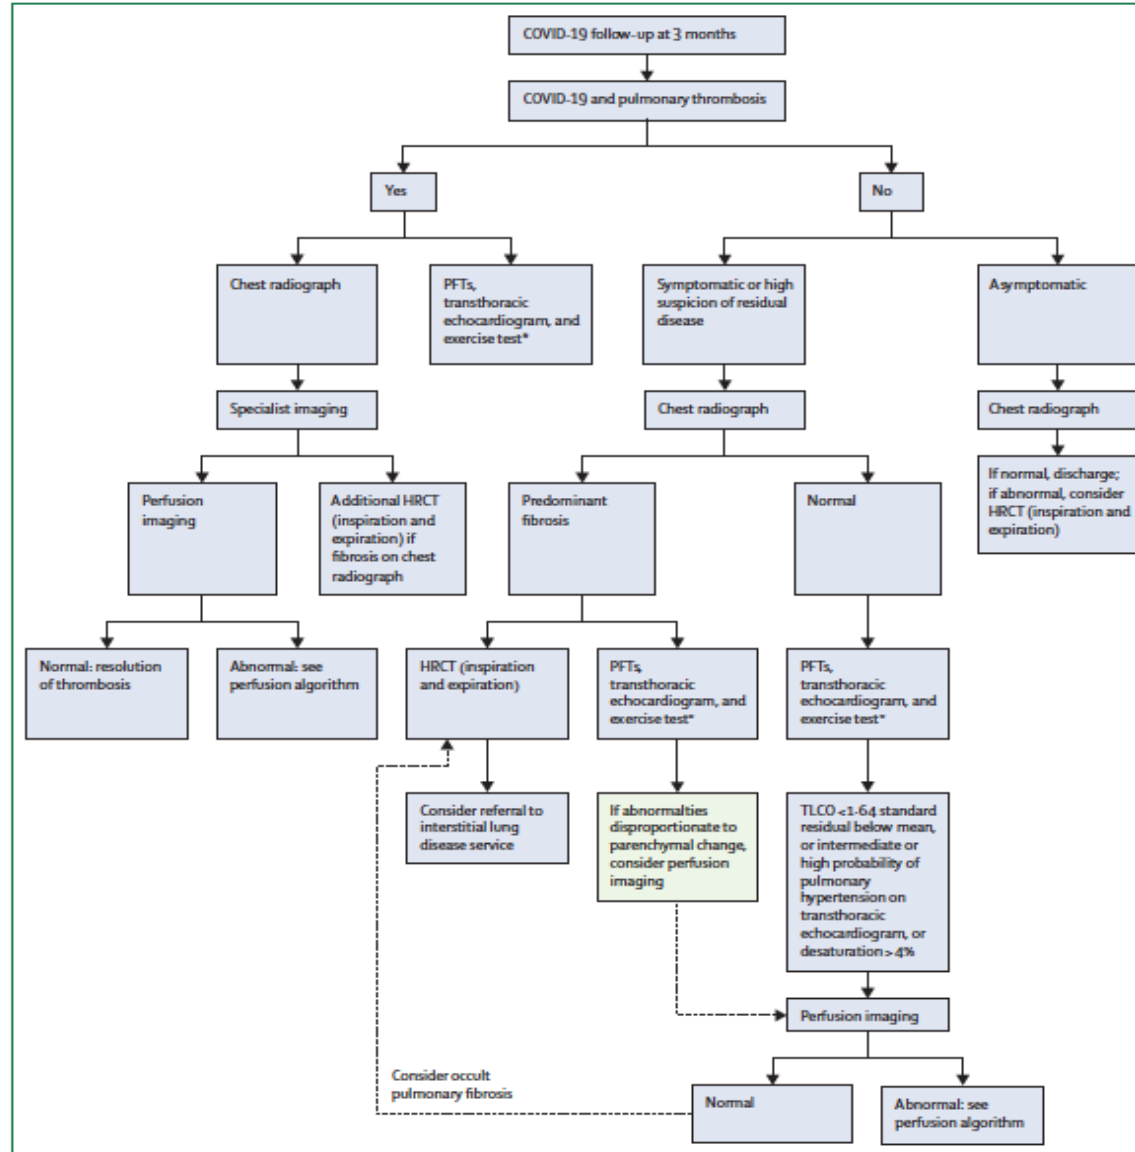 COVID-19 follow-up at 3 months
COVID-19 and pulmonary thrombosis
Yes
No
Chest radiograph
PFTs,
transthoracic
echocardiogram, and
exercise test*
Symptomatic or high
suspicion of residual
disease
Asymptomatic
Specialist imaging
Chest radiograph
Chest radiograph
Perfusion
imaging
Additional HRCT
(inspiration and
expiration) if
fibrosis on chest
radiograph
Predominant
fibrosis
Normal
If normal, discharge;
if abnormal, consider
HRCT (inspiration and
expiration)
Normal: resolution
of thrombosis
Abnormal: see
perfusion algorithm
HRCT (inspiration
and expiration)
PFTs,
transthoracic
echocardiogram, and
exercise test*
PFTs,
transthoracic
echocardiogram, and
exercise test*
Consider referral to
interstitial lung
disease service
If abnormalties
disproportionate to
parenchymal change,
consider perfusion
imaging
TLCO <1·64 standard
residual below mean,
or intermediate or
high probability of
pulmonary
hypertension on
transthoracic
echocardiogram, or
desaturation >4%
Perfusion imaging
Consider occult
pulmonary fibrosis
Normal
Abnormal: see
perfusion algorithm